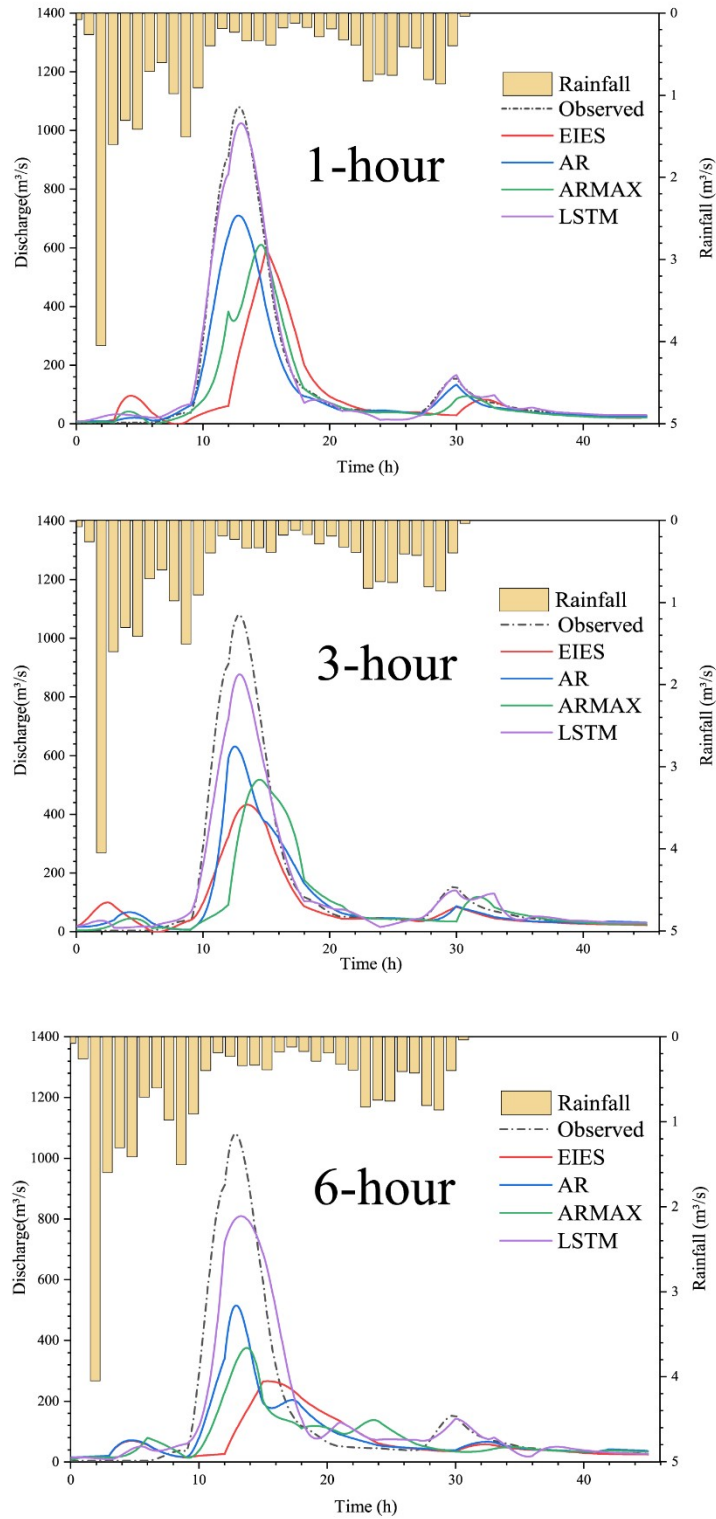 1400
1200
1000
800
600
400
200
0
Discharge(m³/s)
0
1
2
3
4
5
Rainfall (m³/s)
Rainfall
Observed
EIES
AR
ARMAX
LSTM
1-hour
0
10
20
30
40
Time (h)
1400
1200
1000
800
600
400
200
0
Discharge(m³/s)
0
1
2
3
4
5
Rainfall (m³/s)
Rainfall
Observed
EIES
AR
ARMAX
LSTM
3-hour
0
10
20
30
40
Time (h)
1400
1200
1000
800
600
400
200
0
Discharge(m³/s)
0
1
2
3
4
5
Rainfall (m³/s)
Rainfall
Observed
EIES
AR
ARMAX
LSTM
6-hour
0
10
20
30
40
Time (h)